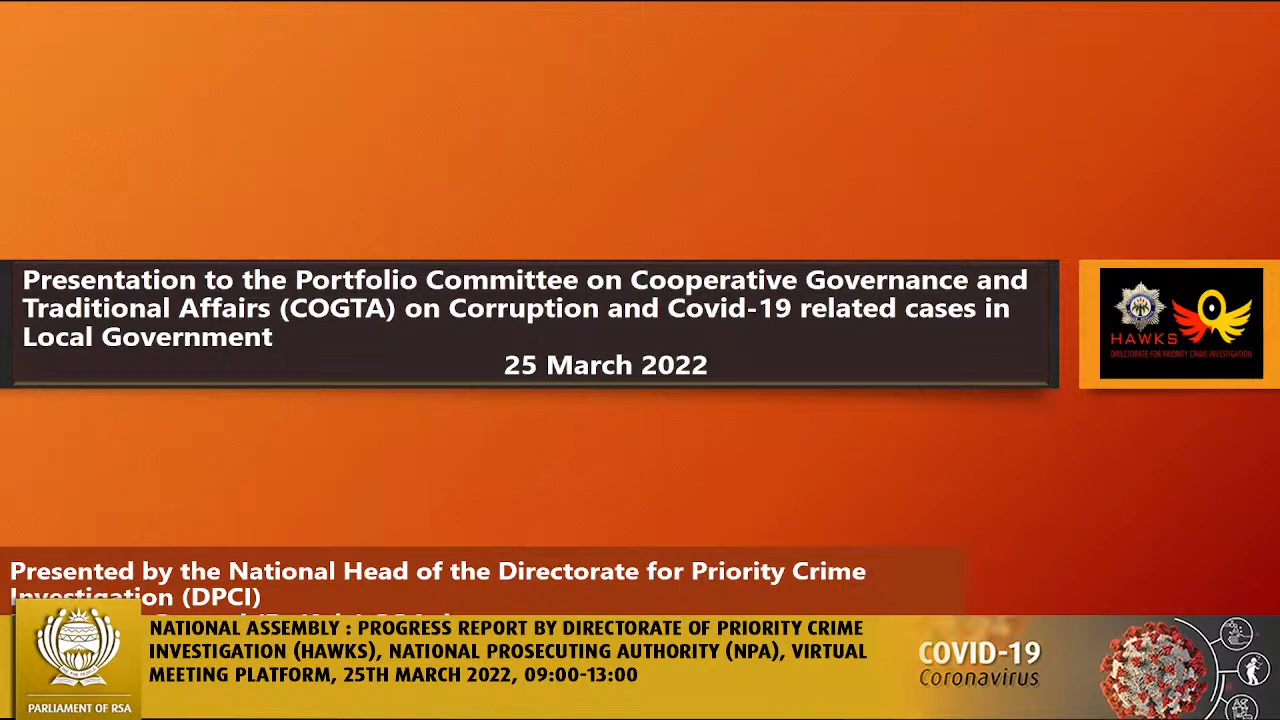 Presentation to the Portfolio Committee on Cooperative Governance and
Traditional Affairs (COGTA) on Corruption and Covid-19 related cases in
Local Government
25 March 2022
HAWKS
DIRECTORATE FOR PRIORITY CRIME INVESTIGATION
Presented by the National Head of the Directorate for Priority Crime
Investigation (DPCI)
NATIONAL ASSEMBLY : PROGRESS REPORT BY DIRECTORATE OF PRIORITY CRIME
INVESTIGATION (HAWKS), NATIONAL PROSECUTING AUTHORITY (NPA), VIRTUAL
MEETING PLATFORM, 25TH MARCH 2022, 09:00-13:00
PARLIAMENT OF RSA
COVID-19
Coronavirus